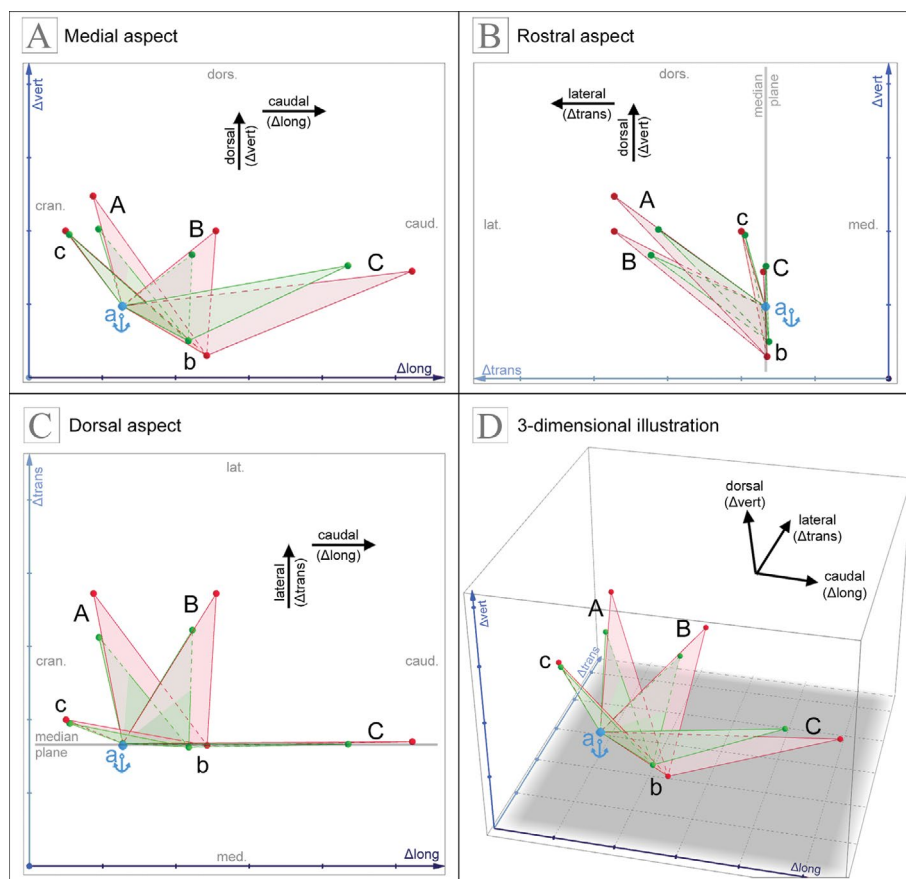 A Medial aspect
Δvert
dors.
caudal
(Δlong)
dorsal
(Δvert)
cran.
A
B
c
C
caud.
a
b
Δlong
B Rostral aspect
dors.
median
plane
Δvert
lateral
(Δtrans)
dorsal
(Δvert)
lat.
A
c
med.
B
C
a
b
Δtrans
C Dorsal aspect
lat.
Δtrans
caudal
(Δlong)
lateral
(Δtrans)
A
B
cran.
caud.
c
C
median
plane
a
b
med.
Δlong
D 3-dimensional illustration
dorsal
(Δvert)
lateral
(Δtrans)
caudal
(Δlong)
Δvert
A
B
Δtrans
c
C
a
b
Δlong